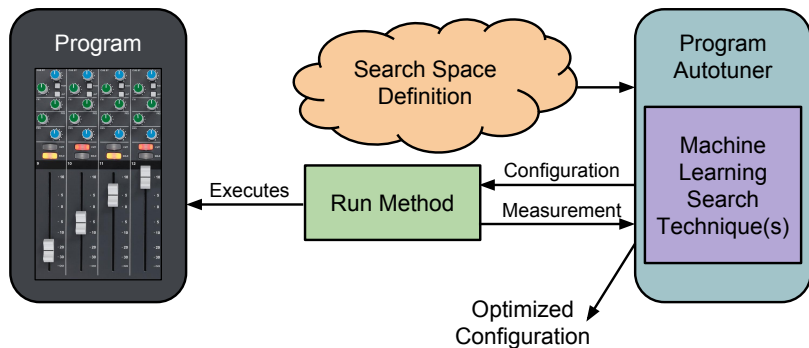 Program
Search Space
Definition
Program
Autotuner
Machine
Learning
Search
Technique(s)
Configuration
Executes
Run Method
Measurement
Optimized
Configuration